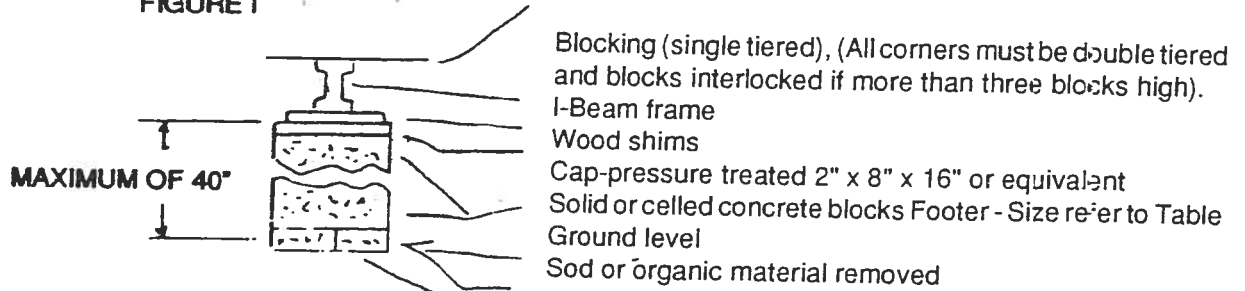 FIGURE I
Blocking (single tiered), (All corners must be double tiered
and blocks interlocked if more than three blocks high).
I-Beam frame
Wood shims
MAXIMUM OF 40"
Cap-pressure treated 2" x 8" x 16" or equivalent
Solid or celled concrete blocks Footer - Size refer to Table
Ground level
Sod or organic material removed